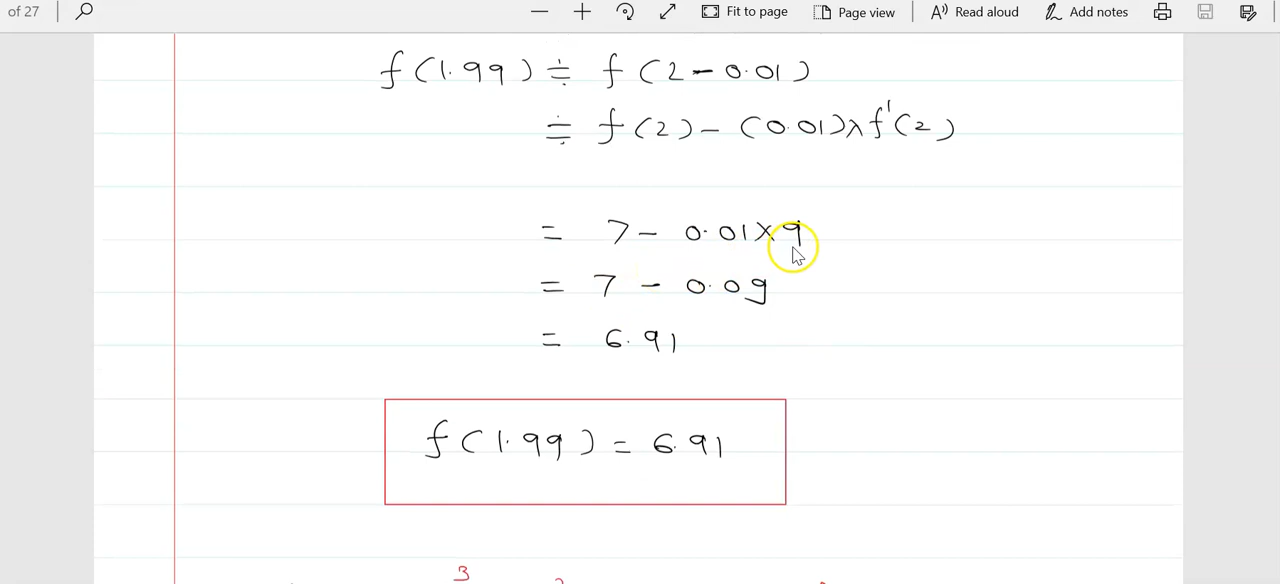 of 27 Fit to page Page view Read aloud Add notes
f(1.99) ≑ f(2-0.01)
≑ f(2)-(0.01)×f'(2)
= 7- 0.01×9
= 7 - 0.09
= 6.91
f(1.99) = 6.91
3